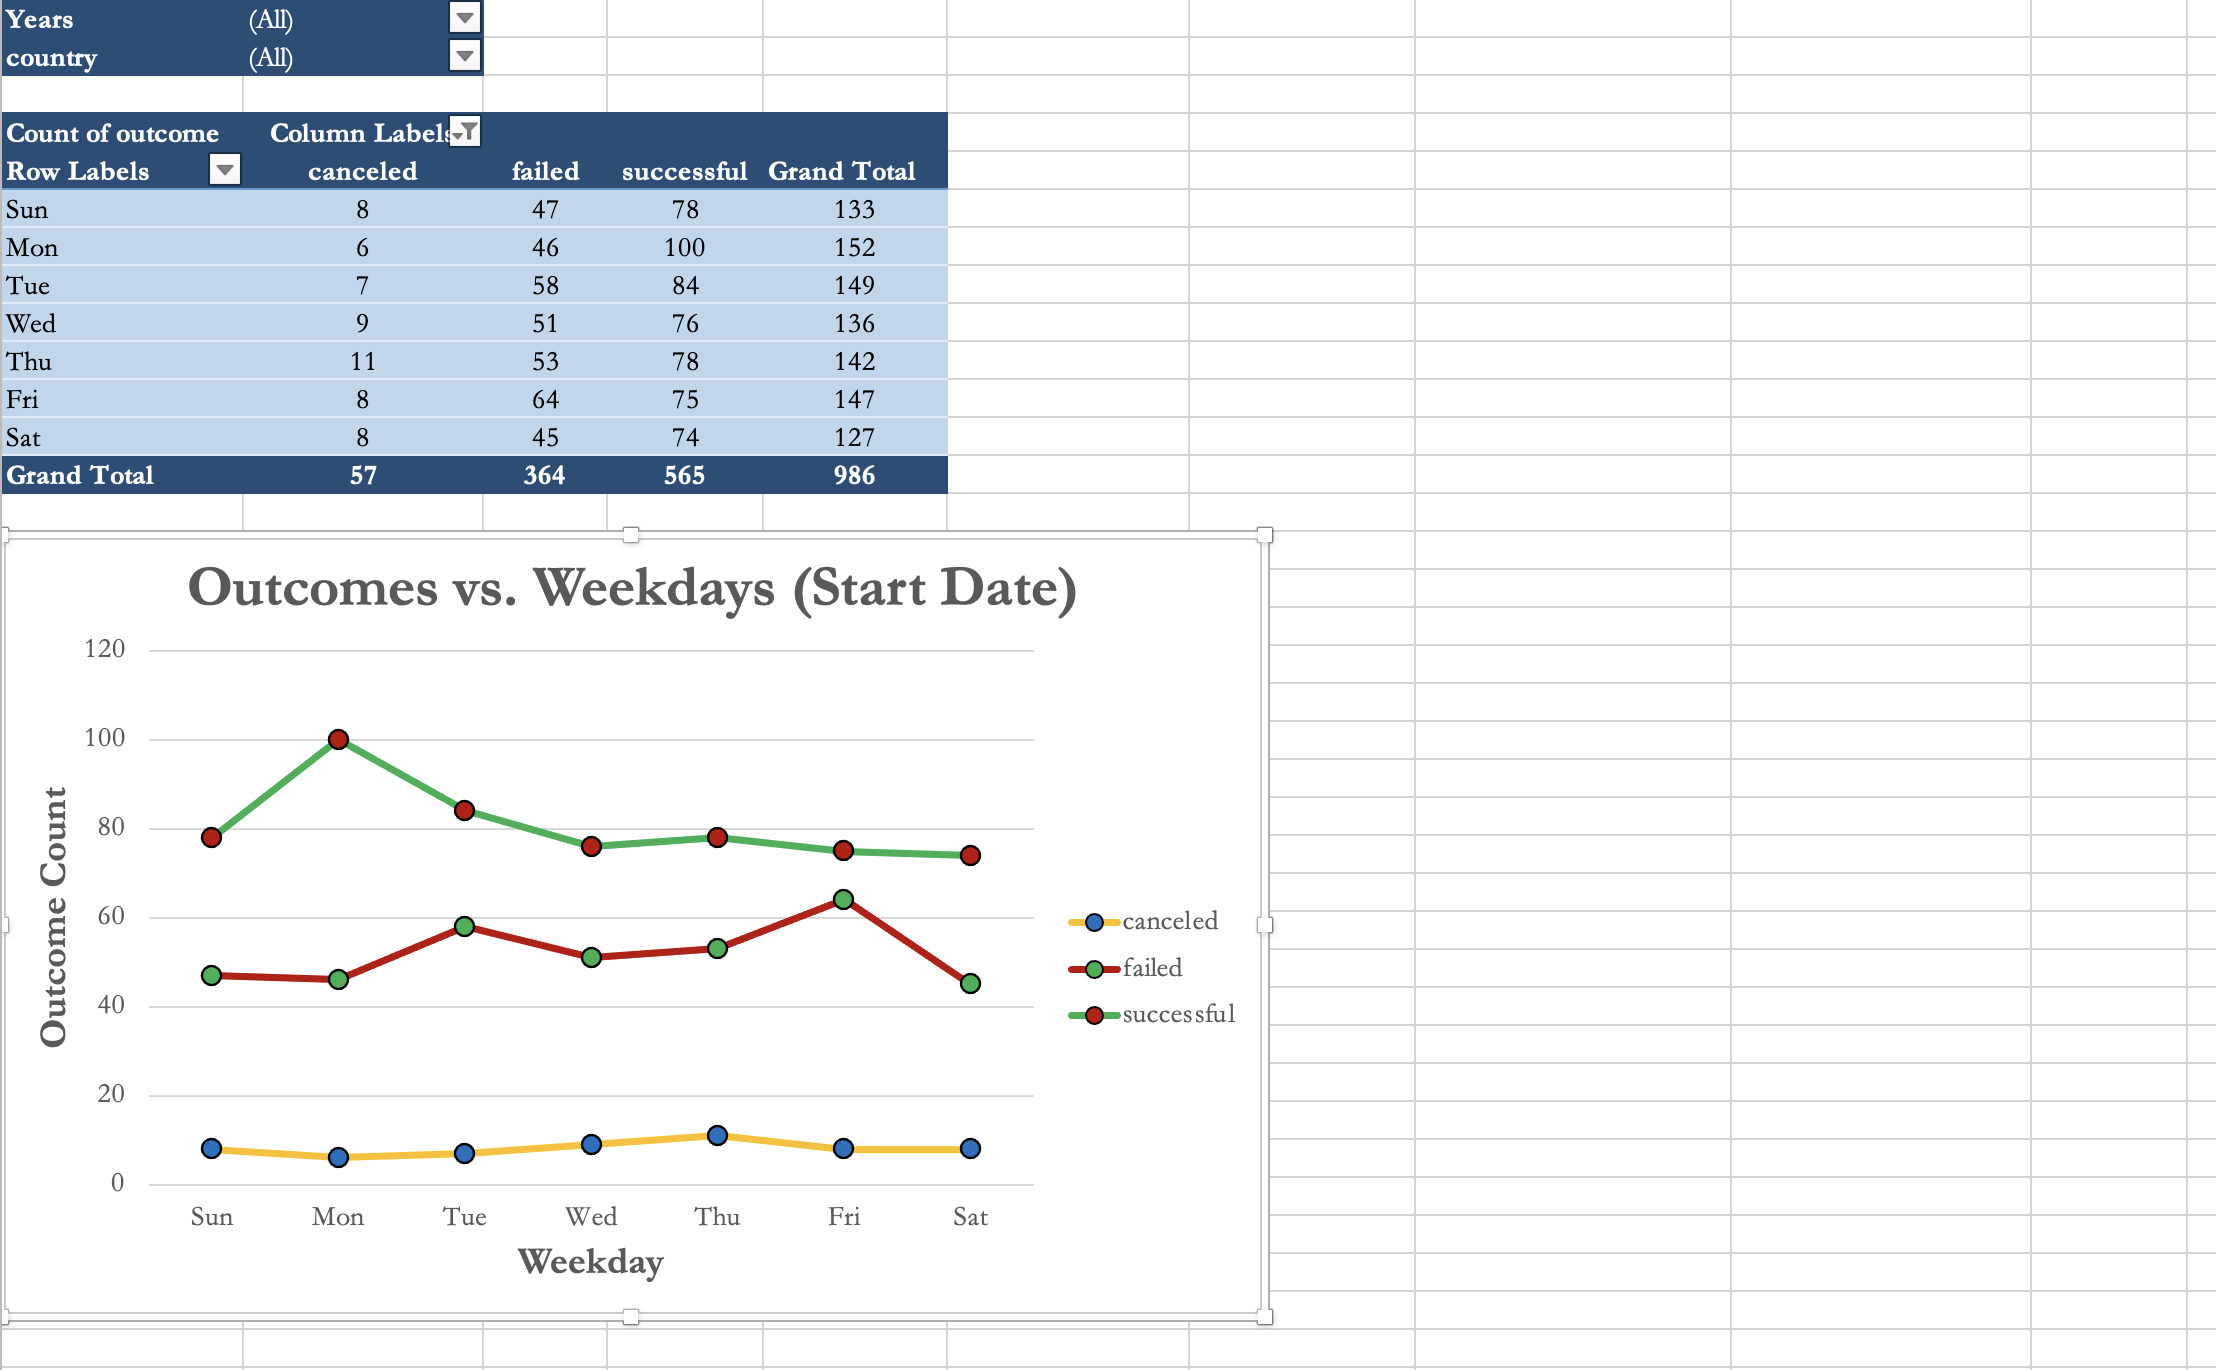 Years (All)
country (All)
Count of outcome Column Labels
Row Labels canceled failed successful Grand Total
Sun 8 47 78 133
Mon 6 46 100 152
Tue 7 58 84 149
Wed 9 51 76 136
Thu 11 53 78 142
Fri 8 64 75 147
Sat 8 45 74 127
Grand Total 57 364 565 986
Outcomes vs. Weekdays (Start Date)
Outcome Count
120
100
80
60
40
20
0
Sun Mon Tue Wed Thu Fri Sat
Weekday
canceled
failed
successful